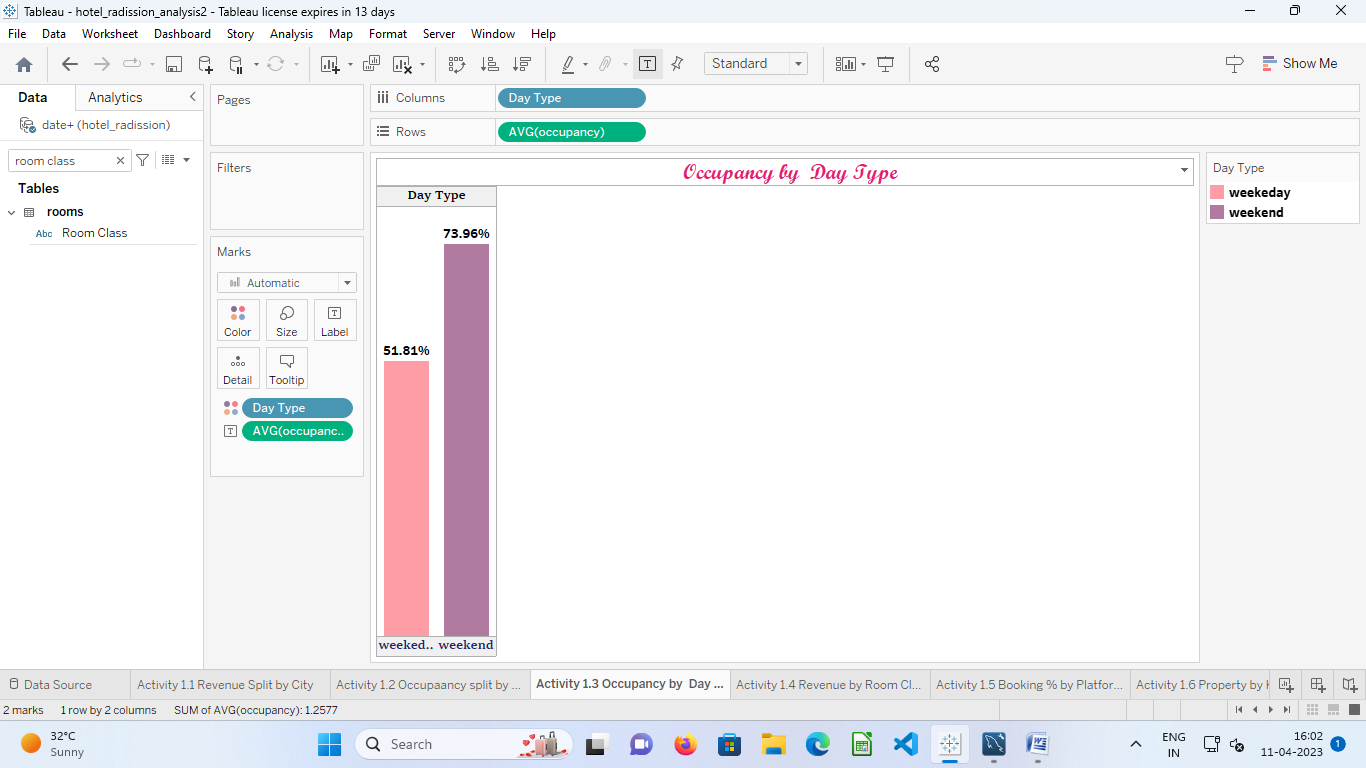 Tableau - hotel_radission_analysis2 - Tableau license expires in 13 days
File Data Worksheet Dashboard Story Analysis Map Format Server Window Help
Standard
Show Me
Data Analytics
date+ (hotel_radission)
room class
Tables
rooms
Abc Room Class
Pages
Filters
Marks
Automatic
Color Size Label
Detail Tooltip
Day Type
AVG(occupanc..
Columns Day Type
Rows AVG(occupancy)
Occupancy by Day Type
Day Type
73.96%
51.81%
weeked.. weekend
Day Type
weekeday
weekend
Data Source Activity 1.1 Revenue Split by City Activity 1.2 Occupaancy split by ... Activity 1.3 Occupancy by Day ... Activity 1.4 Revenue by Room Cl... Activity 1.5 Booking % by Platfor... Activity 1.6 Property by
2 marks 1 row by 2 columns SUM of AVG(occupancy): 1.2577
32°C
Sunny
Search
ENG
IN
16:02
11-04-2023
1